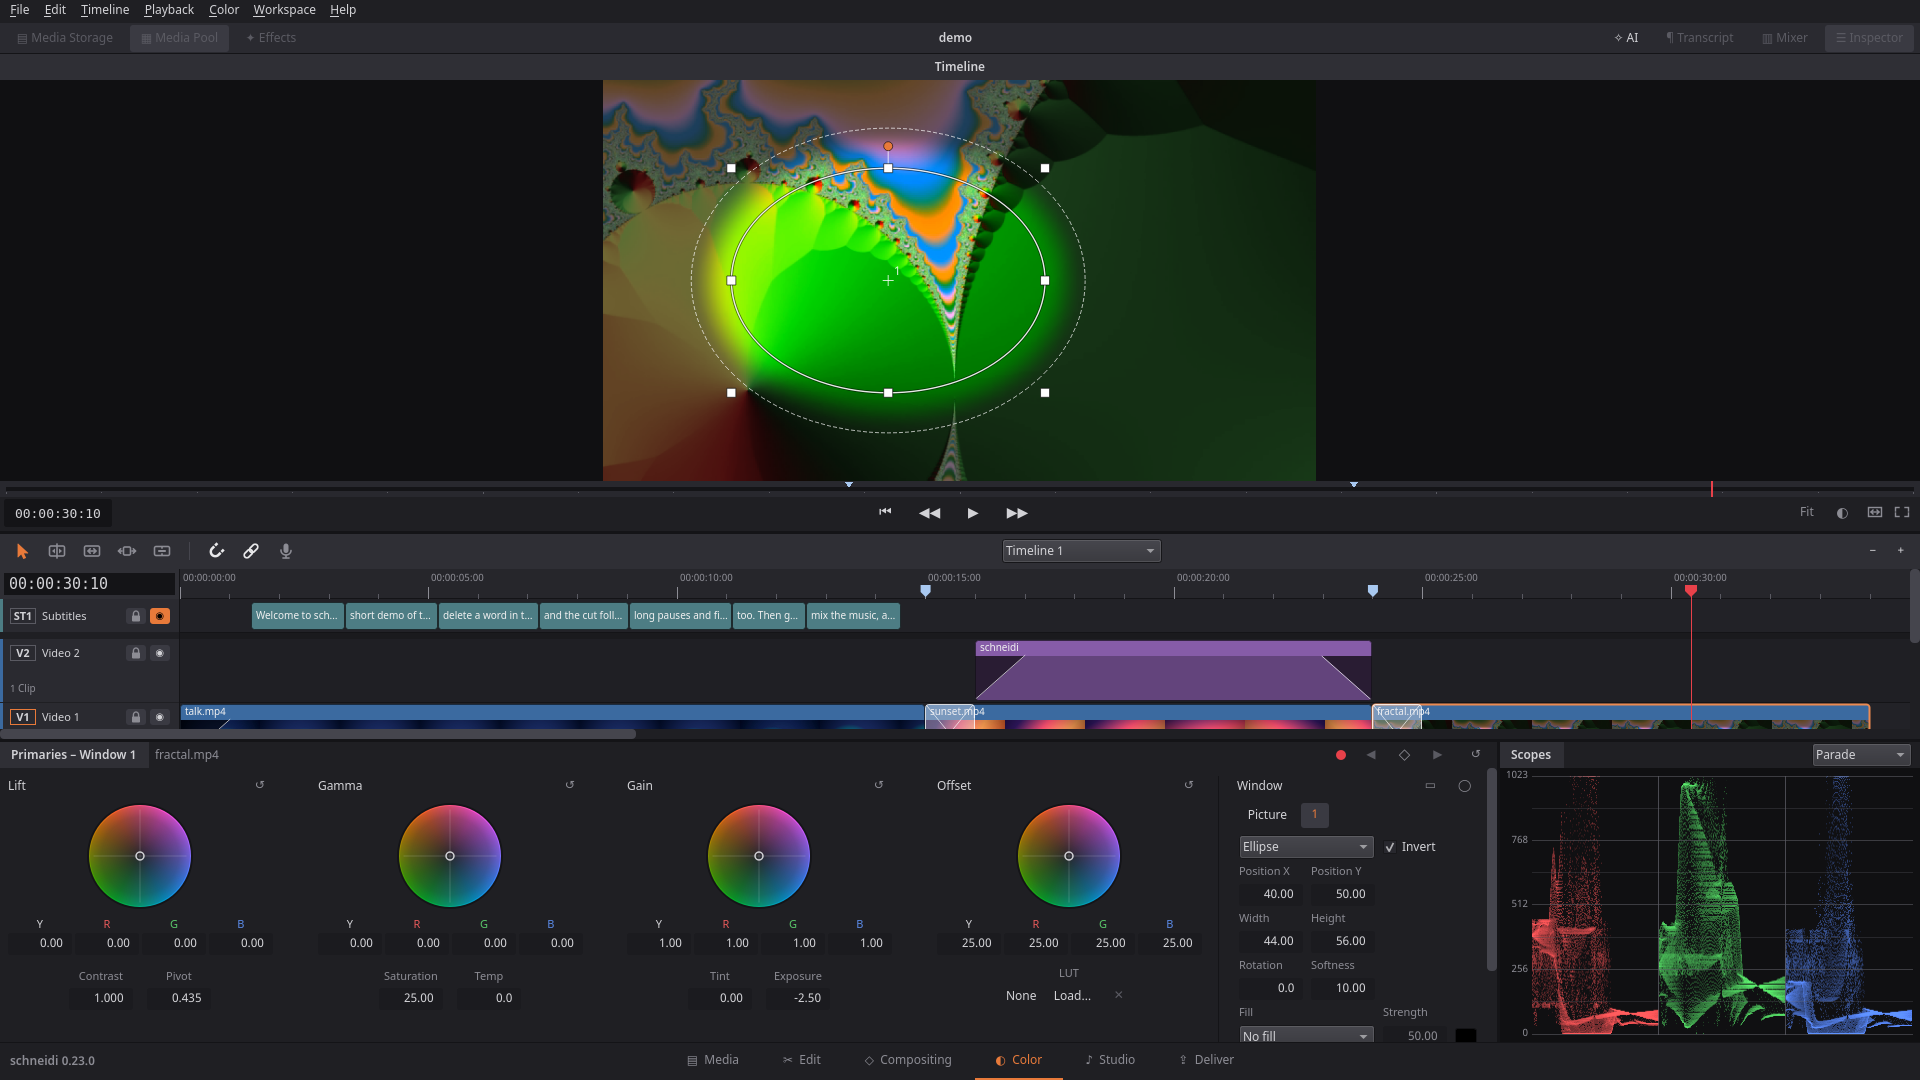 File Edit Timeline Playback Color Workspace Help
Media Storage Media Pool Effects demo AI Transcript Mixer Inspector
Timeline
1
00:00:30:10 Fit
Timeline 1
00:00:30:10 00:00:00:00 00:00:05:00 00:00:10:00 00:00:15:00 00:00:20:00 00:00:25:00 00:00:30:00
ST1 Subtitles Welcome to sch... short demo of t... delete a word in t... and the cut foll... long pauses and fi... too. Then g... mix the music, a...
V2 Video 2 schneidi
1 Clip
V1 Video 1 talk.mp4 sunset.mp4 fractal.mp4
Primaries – Window 1 fractal.mp4 Scopes Parade
Lift Gamma Gain Offset Window
Picture 1
Ellipse Invert
Position X Position Y
40.00 50.00
Width Height
Y R G B Y R G B Y R G B Y R G B
0.00 0.00 0.00 0.00 0.00 0.00 0.00 0.00 1.00 1.00 1.00 1.00 25.00 25.00 25.00 25.00 44.00 56.00
Rotation Softness
Contrast Pivot Saturation Temp Tint Exposure LUT
0.0 10.00
1.000 0.435 25.00 0.0 0.00 -2.50 None Load...
Fill Strength
No fill 50.00
1023
768
512
256
0
schneidi 0.23.0 Media Edit Compositing Color Studio Deliver